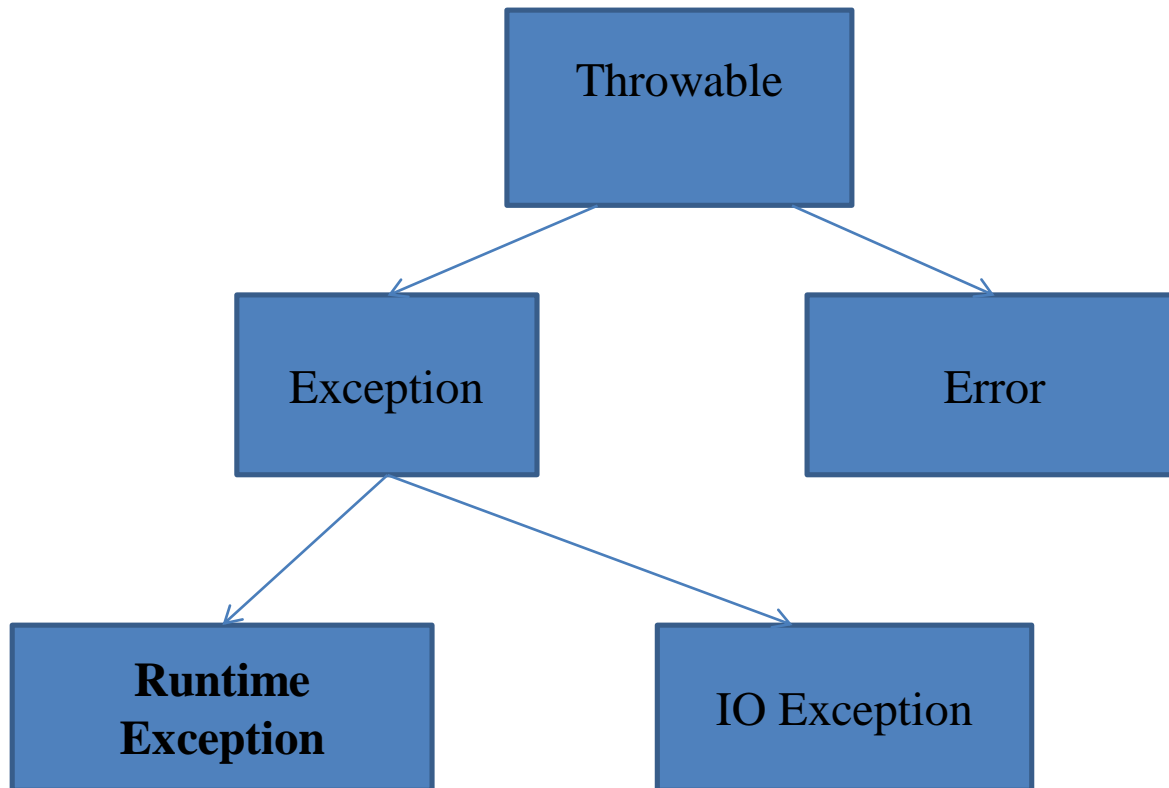 Throwable
Exception
Error
Runtime
Exception
IO Exception